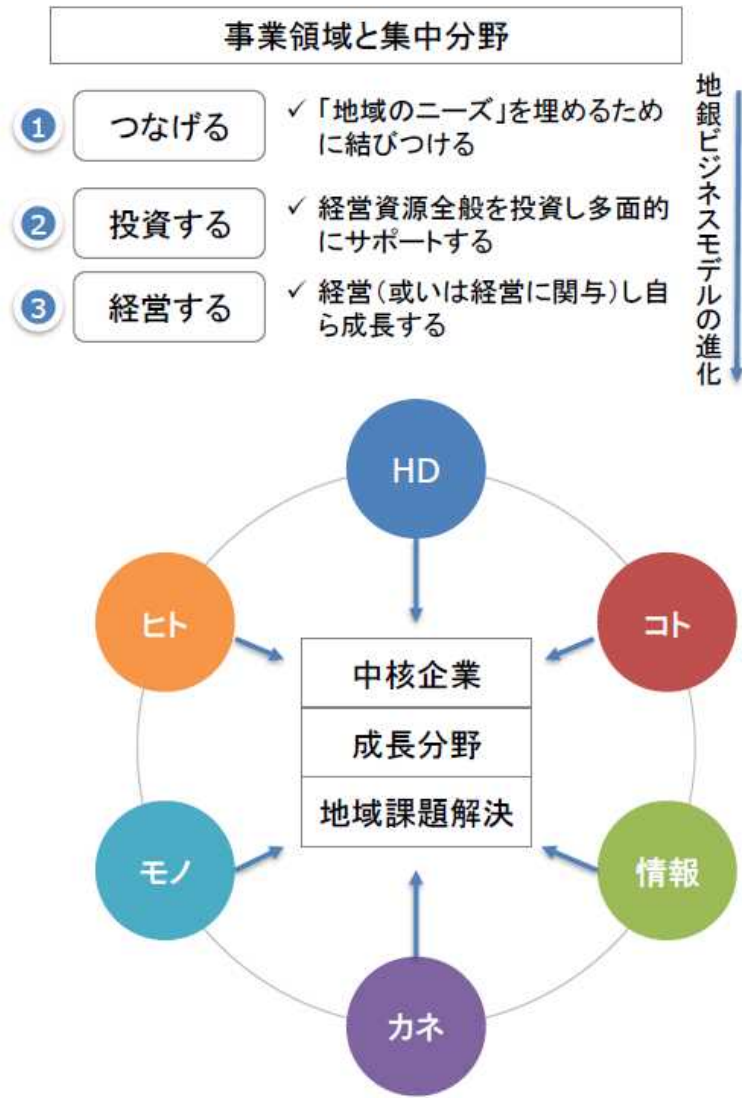 事業領域と集中分野
1
つなげる
✓ 「地域のニーズ」を埋めるため
に結びつける
2
投資する
✓ 経営資源全般を投資し多面的
にサポートする
3
経営する
✓ 経営(或いは経営に関与)し自
ら成長する
地銀ビジネスモデルの進化
HD
ヒト
コト
中核企業
成長分野
地域課題解決
モノ
情報
カネ